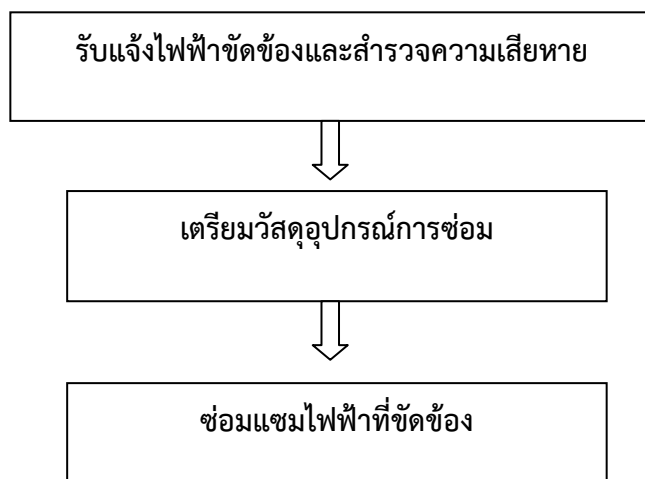 รับแจ้งไฟฟ้าขัดข้องและสำรวจความเสียหาย
เตรียมวัสดุอุปกรณ์การซ่อม
ซ่อมแซมไฟฟ้าที่ขัดข้อง